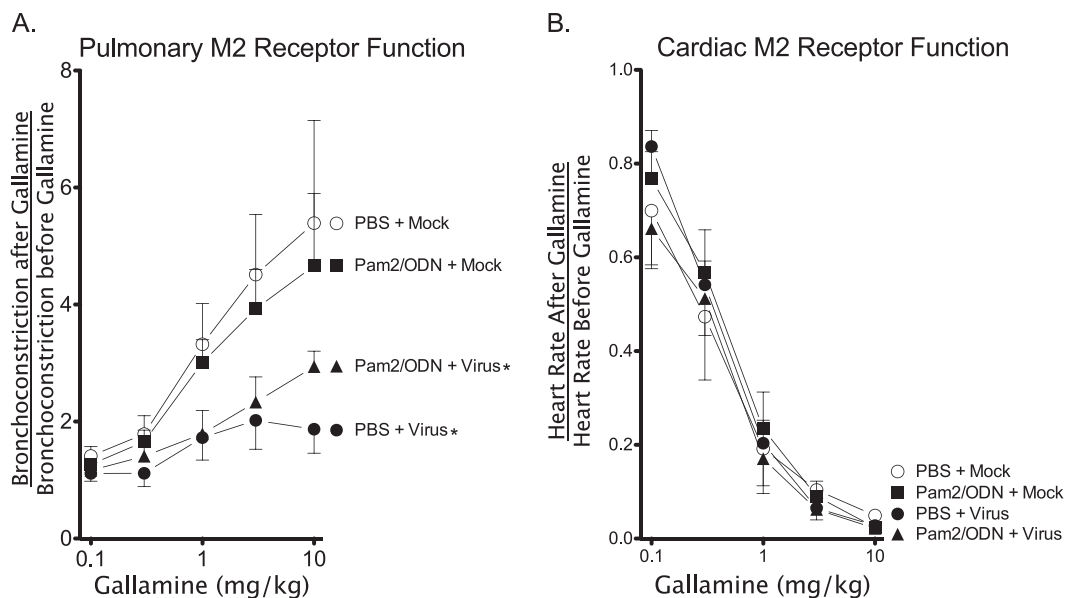 A.
Pulmonary M2 Receptor Function
Bronchoconstriction after Gallamine
Bronchoconstriction before Gallamine
8
6
4
2
0
PBS + Mock
Pam2/ODN + Mock
Pam2/ODN + Virus*
PBS + Virus*
0.1
1
10
Gallamine (mg/kg)
B.
Cardiac M2 Receptor Function
Heart Rate After Gallamine
Heart Rate Before Gallamine
1.0
0.8
0.6
0.4
0.2
0.0
PBS + Mock
Pam2/ODN + Mock
PBS + Virus
Pam2/ODN + Virus
0.1
1
10
Gallamine (mg/kg)